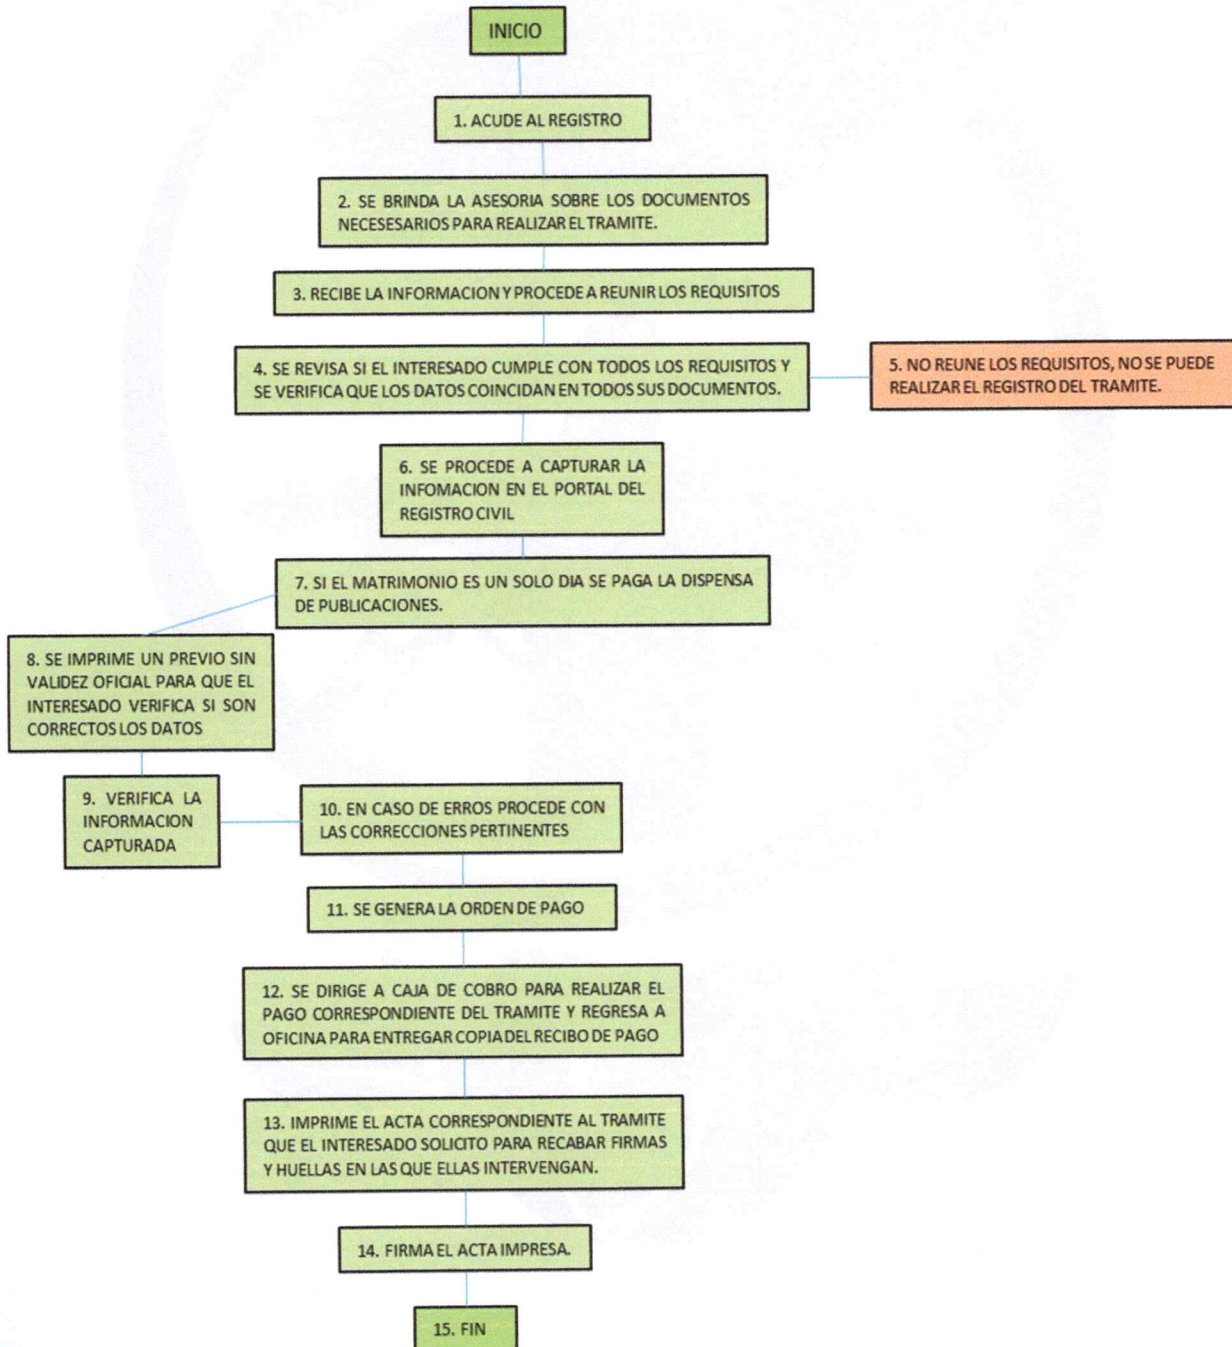 INICIO
1. ACUDE AL REGISTRO
2. SE BRINDA LA ASESORIA SOBRE LOS DOCUMENTOS
NECESESARIOS PARA REALIZAR EL TRAMITE.
3. RECIBE LA INFORMACION Y PROCEDE A REUNIR LOS REQUISITOS
4. SE REVISA SI EL INTERESADO CUMPLE CON TODOS LOS REQUISITOS Y
SE VERIFICA QUE LOS DATOS COINCIDAN EN TODOS SUS DOCUMENTOS.
5. NO REUNE LOS REQUISITOS, NO SE PUEDE
REALIZAR EL REGISTRO DEL TRAMITE.
6. SE PROCEDE A CAPTURAR LA
INFOMACION EN EL PORTAL DEL
REGISTRO CIVIL
7. SI EL MATRIMONIO ES UN SOLO DIA SE PAGA LA DISPENSA
DE PUBLICACIONES.
8. SE IMPRIME UN PREVIO SIN
VALIDEZ OFICIAL PARA QUE EL
INTERESADO VERIFICA SI SON
CORRECTOS LOS DATOS
9. VERIFICA LA
INFORMACION
CAPTURADA
10. EN CASO DE ERROS PROCEDE CON
LAS CORRECCIONES PERTINENTES
11. SE GENERA LA ORDEN DE PAGO
12. SE DIRIGE A CAJA DE COBRO PARA REALIZAR EL
PAGO CORRESPONDIENTE DEL TRAMITE Y REGRESA A
OFICINA PARA ENTREGAR COPIA DEL RECIBO DE PAGO
13. IMPRIME EL ACTA CORRESPONDIENTE AL TRAMITE
QUE EL INTERESADO SOLICITO PARA RECABAR FIRMAS
Y HUELLAS EN LAS QUE ELLAS INTERVENGAN.
14. FIRMA EL ACTA IMPRESA.
15. FIN